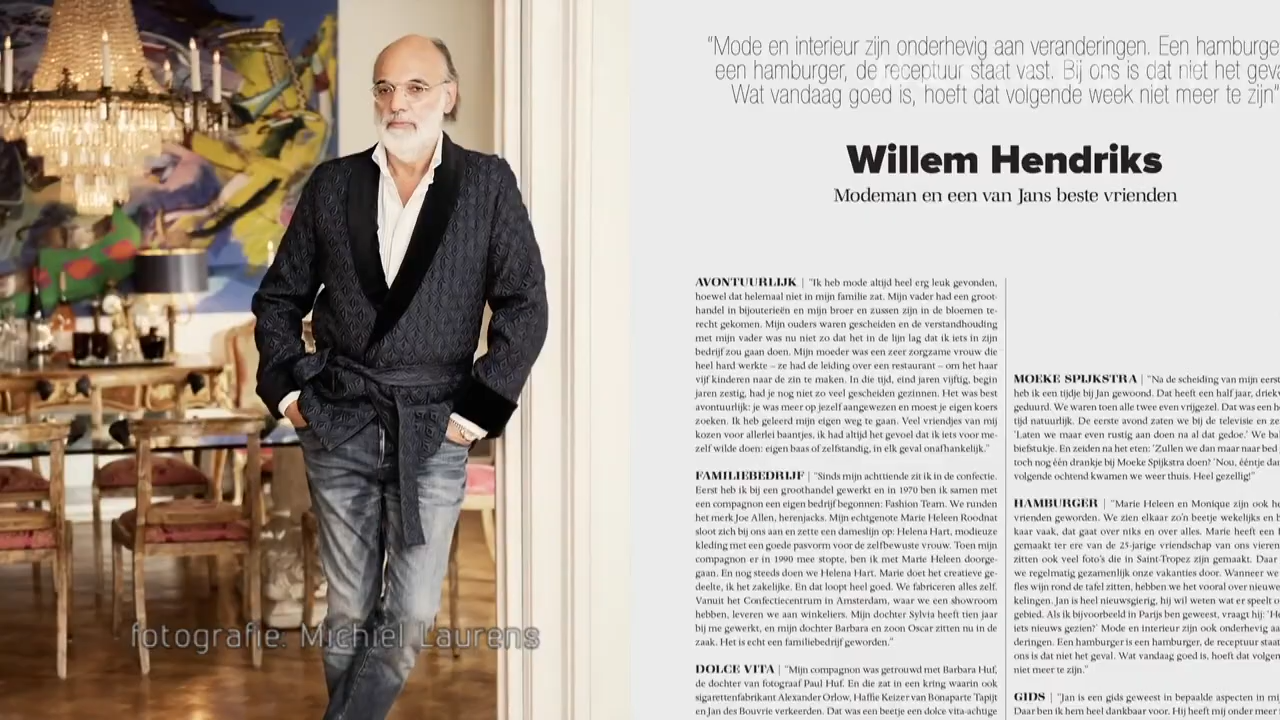 "Mode en interieur zijn onderhevig aan veranderingen. Een hamburge
een hamburger, de receptuur staat vast. Bij ons is dat niet het geva
Wat vandaag goed is, hoeft dat volgende week niet meer te zijn"
Willem Hendriks
Modeman en een van Jans beste vrienden
AVONTUURLIJK | "Ik heb mode altijd heel erg leuk gevonden,
hoewel dat helemaal niet in mijn familie zat. Mijn vader had een groot-
handel in bijouterieën en mijn broer en zussen zijn in de bloemen te-
recht gekomen. Mijn ouders waren gescheiden en de verstandhouding
met mijn vader was nu niet zo dat het in de lijn lag dat ik iets in zijn
bedrijf zou gaan doen. Mijn moeder was een zeer zorgzame vrouw die
heel hard werkte – ze had de leiding over een restaurant – om het haar
vijf kinderen naar de zin te maken. In die tijd, eind jaren vijftig, begin
jaren zestig, had je nog niet zo veel gescheiden gezinnen. Het was best
avontuurlijk: je was meer op jezelf aangewezen en moest je eigen koers
zoeken. Ik heb geleerd mijn eigen weg te gaan. Veel vriendjes van mij
kozen voor allerlei baantjes, ik had altijd het gevoel dat ik iets voor me-
zelf wilde doen: eigen baas of zelfstandig, in elk geval onafhankelijk."
FAMILIEBEDRIJF | "Sinds mijn achttiende zit ik in de confectie.
Eerst heb ik bij een groothandel gewerkt en in 1970 ben ik samen met
een compagnon een eigen bedrijf begonnen: Fashion Team. We runden
het merk Joe Allen, herenjacks. Mijn echtgenote Marie Heleen Roodnat
sloot zich bij ons aan en zette een dameslijn op: Helena Hart, modieuze
kleding met een goede pasvorm voor de zelfbewuste vrouw. Toen mijn
compagnon er in 1990 mee stopte, ben ik met Marie Heleen doorge-
gaan. En nog steeds doen we Helena Hart. Marie doet het creatieve ge-
deelte, ik het zakelijke. En dat loopt heel goed. We fabriceren alles zelf.
Vanuit het Confectiecentrum in Amsterdam, waar we een showroom
hebben, leveren we aan winkeliers. Mijn dochter Sylvia heeft tien jaar
bij me gewerkt, en mijn dochter Barbara en zoon Oscar zitten nu in de
zaak. Het is echt een familiebedrijf geworden."
DOLCE VITA | "Mijn compagnon was getrouwd met Barbara Huf,
de dochter van fotograaf Paul Huf. En die zat in een kring waarin ook
sigarettenfabrikant Alexander Orlow, Haffie Keizer van Bonaparte Tapijt
en Jan des Bouvrie verkeerden. Dat was een beetje een dolce vita-achtige
MOEKE SPIJKSTRA | "Na de scheiding van mijn eerst
heb ik een tijdje bij Jan gewoond. Dat heeft een half jaar, driekv
geduurd. We waren toen alle twee even vrijgezel. Dat was een b
tijd natuurlijk. De eerste avond zaten we bij de televisie en ze
'Laten we maar even rustig aan doen na al dat gedoe.' We ba
biefstukje. En zeiden na het eten: 'Zullen we dan maar naar bed
toch nog één drankje bij Moeke Spijkstra doen? 'Nou, ééntje dan
volgende ochtend kwamen we weer thuis. Heel gezellig!"
HAMBURGER | "Marie Heleen en Monique zijn ook he
vrienden geworden. We zien elkaar zo'n beetje wekelijks en b
kaar vaak, dat gaat over niks en over alles. Marie heeft een l
gemaakt ter ere van de 25-jarige vriendschap van ons vieren
zitten ook veel foto's die in Saint-Tropez zijn gemaakt. Daar
we regelmatig gezamenlijk onze vakanties door. Wanneer we
fles wijn rond de tafel zitten, hebben we het vooral over nieuwe
kelingen. Jan is heel nieuwsgierig, hij wil weten wat er speelt o
gebied. Als ik bijvoorbeeld in Parijs ben geweest, vraagt hij: 'He
iets nieuws gezien?' Mode en interieur zijn ook onderhevig aan
deringen. Een hamburger is een hamburger, de receptuur staat
ons is dat niet het geval. Wat vandaag goed is, hoeft dat volgen
niet meer te zijn."
GIDS | "Jan is een gids geweest in bepaalde aspecten in mi
Daar ben ik hem heel dankbaar voor. Hij heeft mij onder meer
fotografie: Michiel Laurens